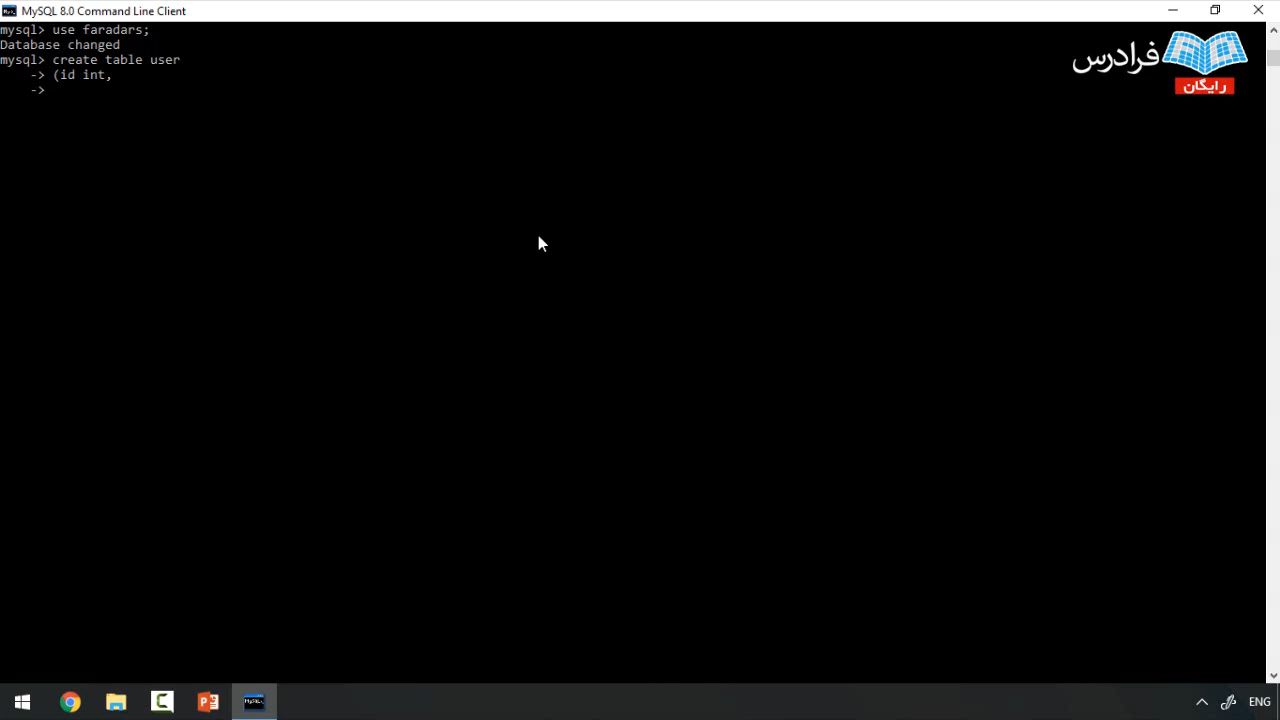 MySQL 8.0 Command Line Client
mysql> use faradars;
Database changed
mysql> create table user
    -> (id int,
    ->
فرادرس
رایگان
ENG